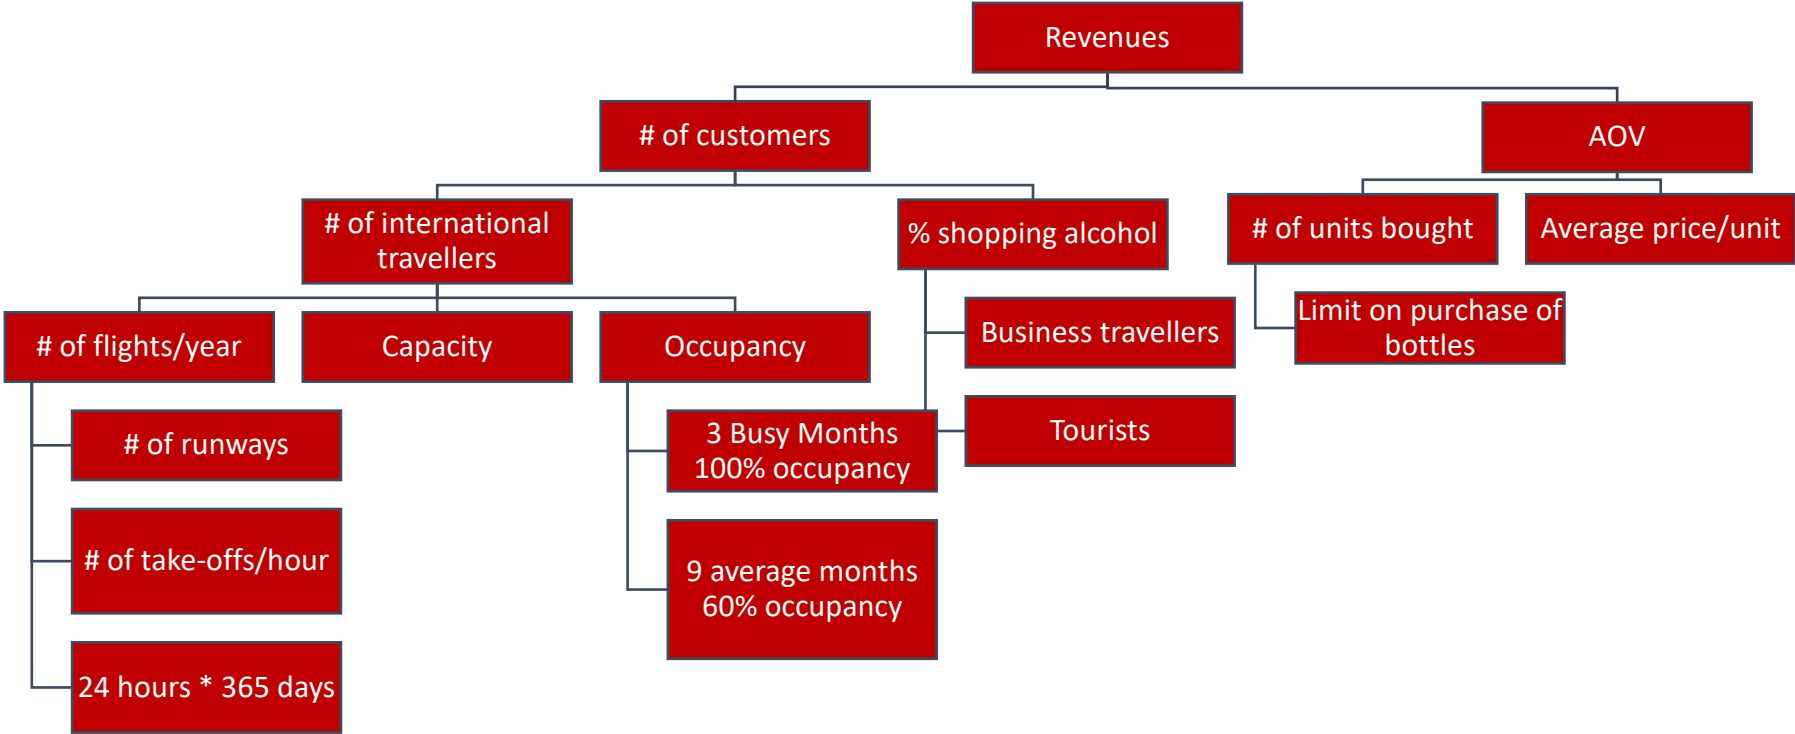 Revenues
# of customers
AOV
# of international
travellers
% shopping alcohol
# of units bought
Average price/unit
# of flights/year
Capacity
Occupancy
Business travellers
Limit on purchase of
bottles
# of runways
3 Busy Months
100% occupancy
Tourists
# of take-offs/hour
9 average months
60% occupancy
24 hours * 365 days